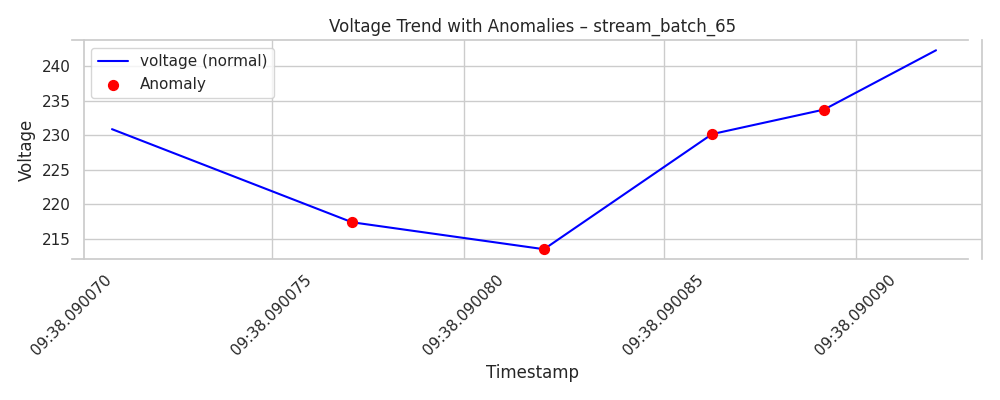 Voltage Trend with Anomalies – stream_batch_65
voltage (normal)
Anomaly
Voltage
240
235
230
225
220
215
09:38.090070
09:38.090075
09:38.090080
09:38.090085
09:38.090090
Timestamp